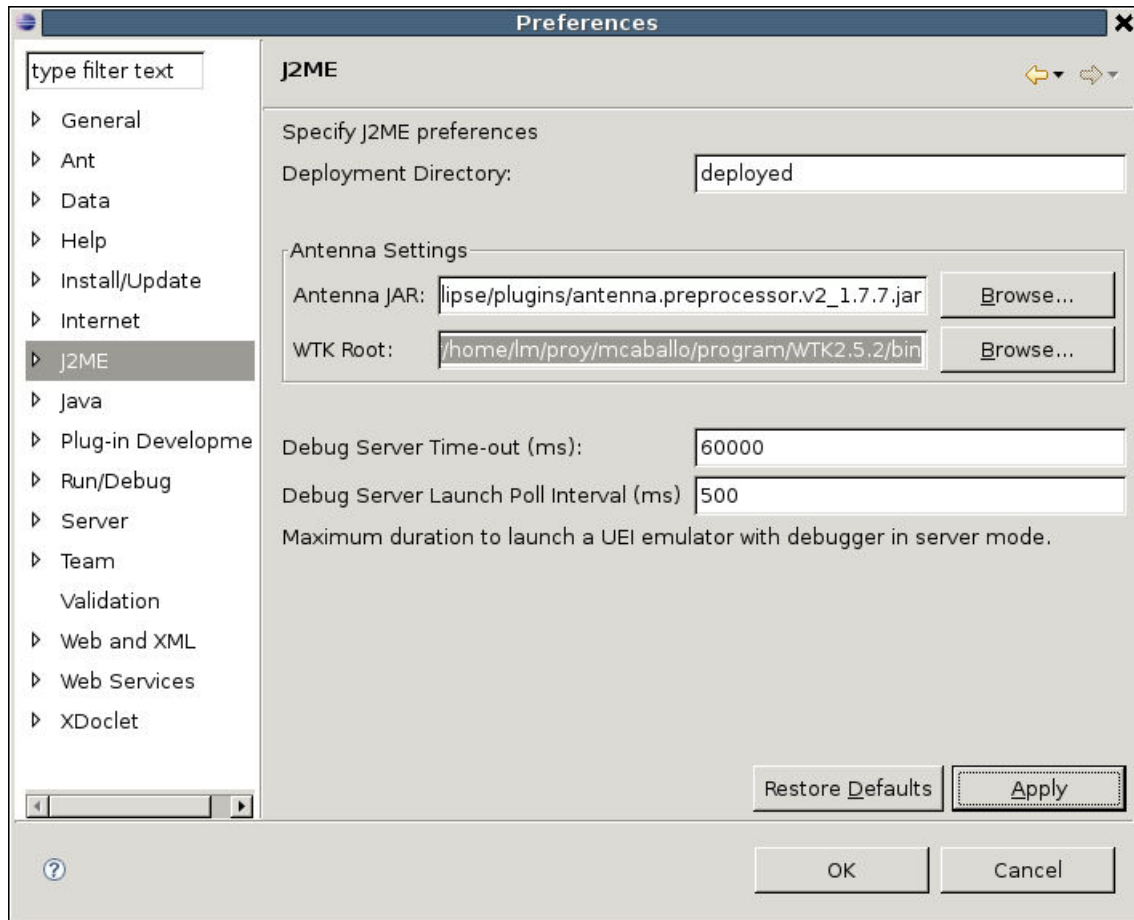 Preferences
type filter text
General
Ant
Data
Help
Install/Update
Internet
J2ME
Java
Plug-in Developme
Run/Debug
Server
Team
Validation
Web and XML
Web Services
XDoclet
J2ME
Specify J2ME preferences
Deployment Directory: deployed
Antenna Settings
Antenna JAR: lipse/plugins/antenna.preprocessor.v2_1.7.7.jar Browse...
WTK Root: /home/lm/proy/mcaballo/program/WTK2.5.2/bin Browse...
Debug Server Time-out (ms): 60000
Debug Server Launch Poll Interval (ms) 500
Maximum duration to launch a UEI emulator with debugger in server mode.
Restore Defaults Apply
? OK Cancel